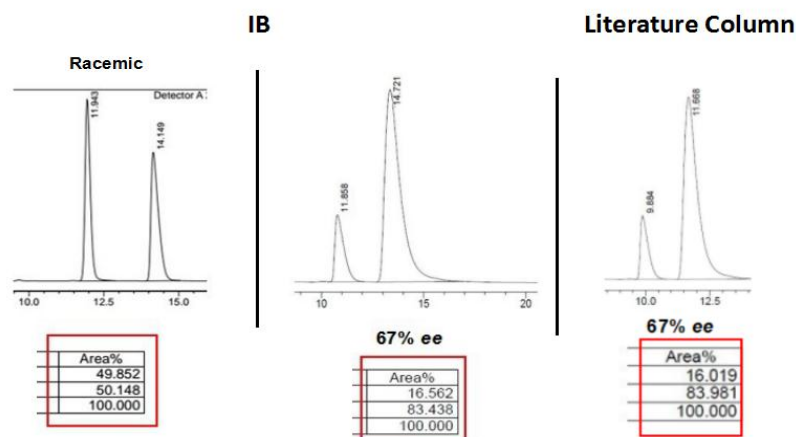 IB
Literature Column
Racemic
Detector A
11.943
14.149
10.0
12.5
15.0
Area%
49.852
50.148
100.000
11.858
14.721
10
15
20
67% ee
Area%
16.562
83.438
100.000
9.884
11.668
10.0
12.5
67% ee
Area%
16.019
83.981
100.000